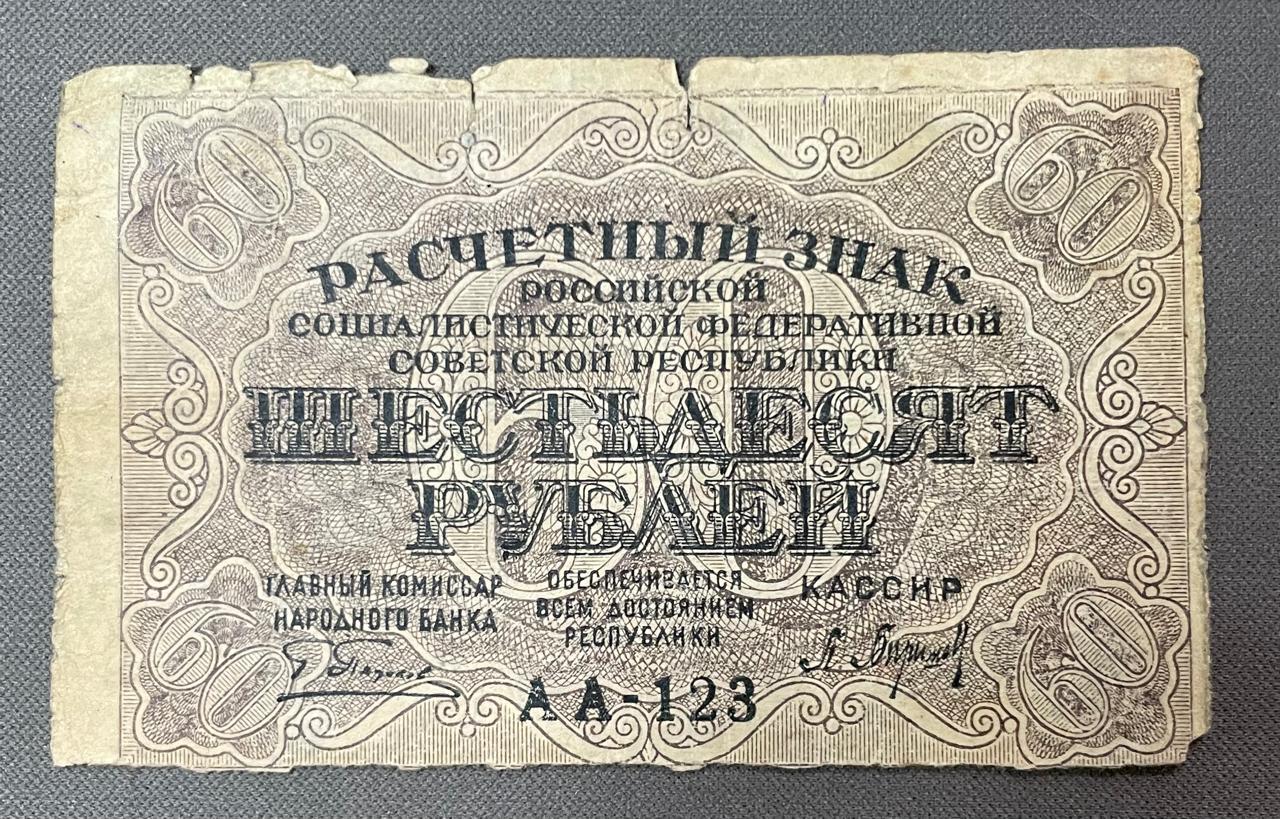 60 60
РАСЧЕТНЫЙ ЗНАК
РОССИЙСКОЙ
СОЦИАЛИСТИЧЕСКОЙ ФЕДЕРАТИВНОЙ
СОВЕТСКОЙ РЕСПУБЛИКИ
60
ШЕСТЬДЕСЯТ
РУБЛЕЙ
ГЛАВНЫЙ КОМИССАР
НАРОДНОГО БАНКА
ОБЕСПЕЧИВАЕТСЯ
ВСЕМ ДОСТОЯНИЕМ
РЕСПУБЛИКИ
КАССИР
АА-123
60 60